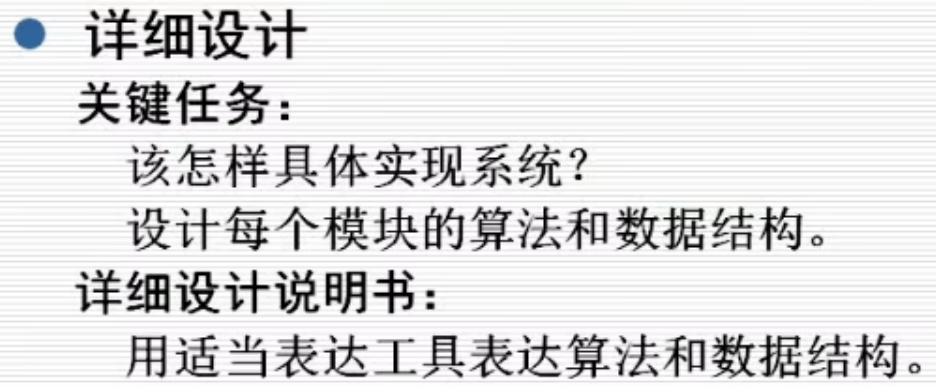 详细设计
关键任务：
该怎样具体实现系统？
设计每个模块的算法和数据结构。
详细设计说明书：
用适当表达工具表达算法和数据结构。